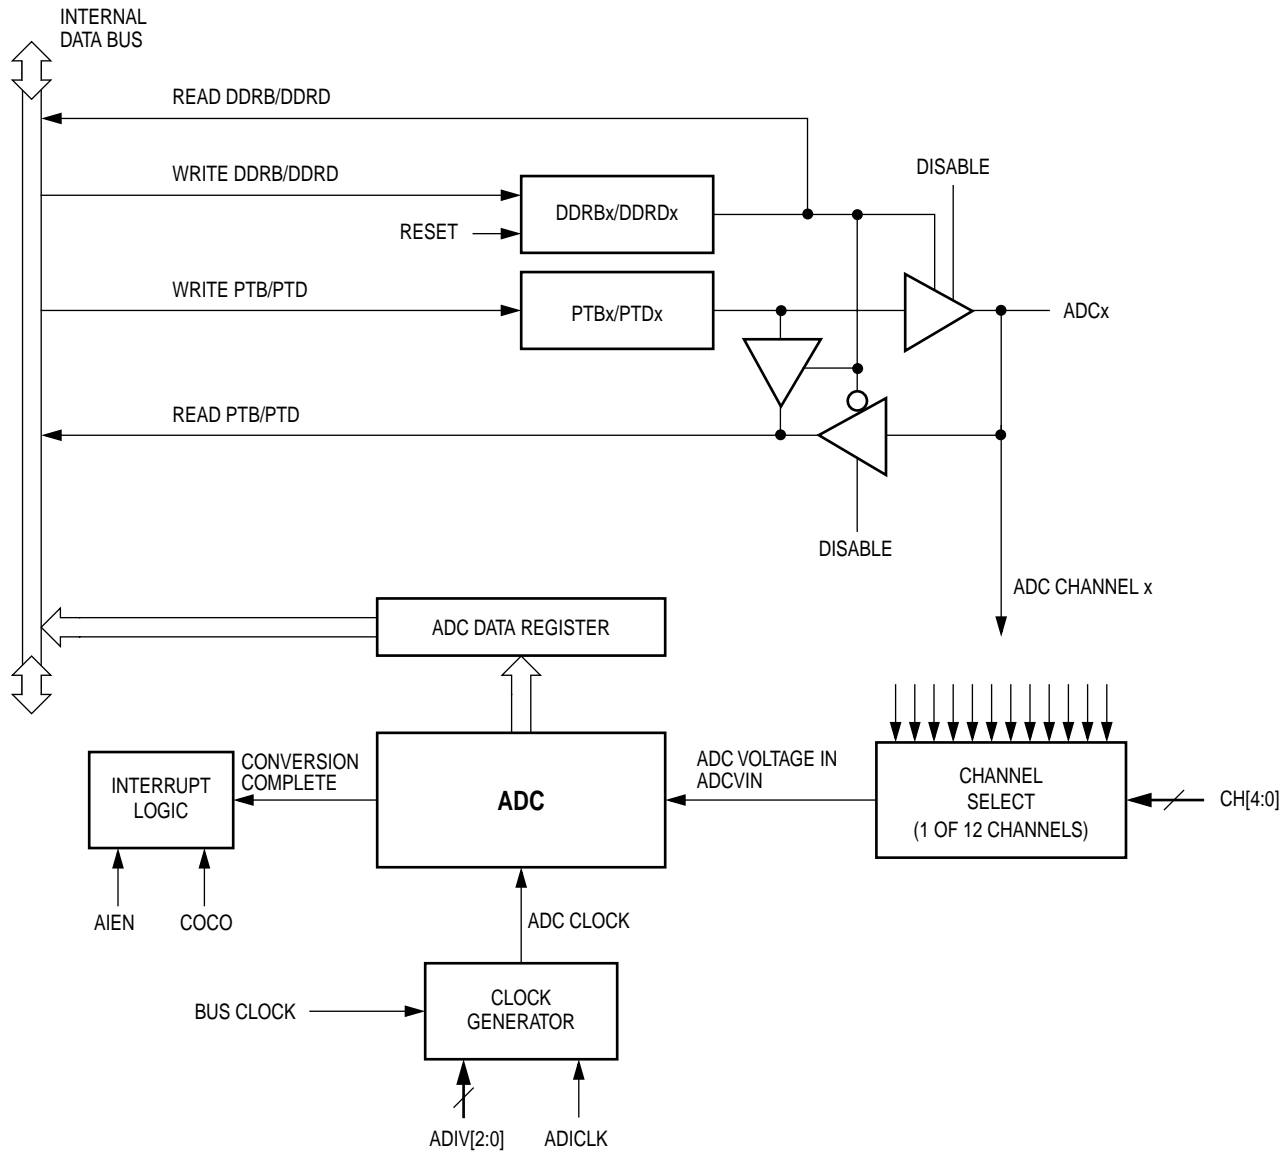 INTERNAL
DATA BUS
READ DDRB/DDRD
WRITE DDRB/DDRD
DISABLE
DDRBx/DDRDx
RESET
WRITE PTB/PTD
PTBx/PTDx
ADCx
READ PTB/PTD
DISABLE
ADC CHANNEL x
ADC DATA REGISTER
INTERRUPT
LOGIC
CONVERSION
COMPLETE
ADC
ADC VOLTAGE IN
ADCVIN
CHANNEL
SELECT
(1 OF 12 CHANNELS)
CH[4:0]
AIEN
COCO
ADC CLOCK
BUS CLOCK
CLOCK
GENERATOR
ADIV[2:0]
ADICLK